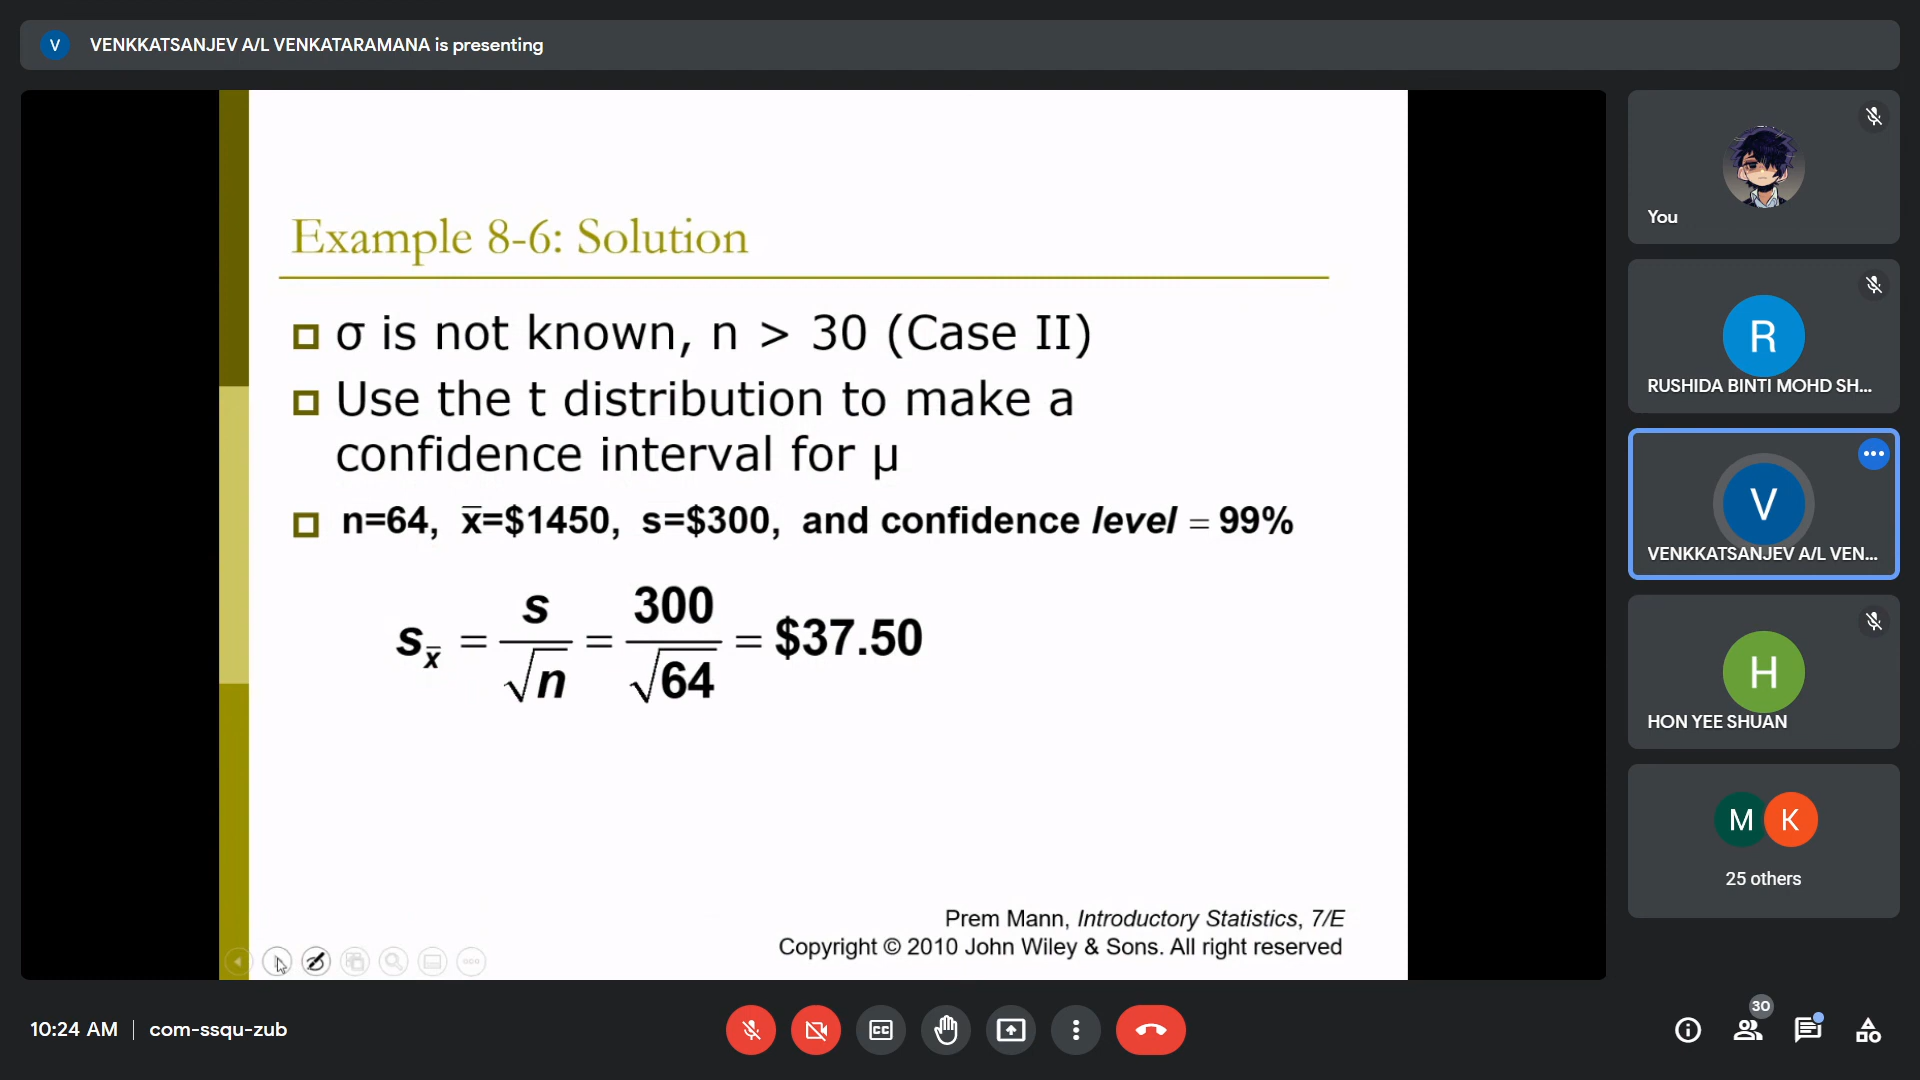 V VENKKATSANJEV A/L VENKATARAMANA is presenting
Example 8-6: Solution
σ is not known, n > 30 (Case II)
Use the t distribution to make a
confidence interval for μ
n=64, x̅=$1450, s=$300, and confidence level = 99%
s_x̅ = s/√n = 300/√64 = $37.50
Prem Mann, Introductory Statistics, 7/E
Copyright © 2010 John Wiley & Sons. All right reserved
You
R
RUSHIDA BINTI MOHD SH...
V
VENKKATSANJEV A/L VEN...
H
HON YEE SHUAN
M K
25 others
10:24 AM | com-ssqu-zub
CC
30